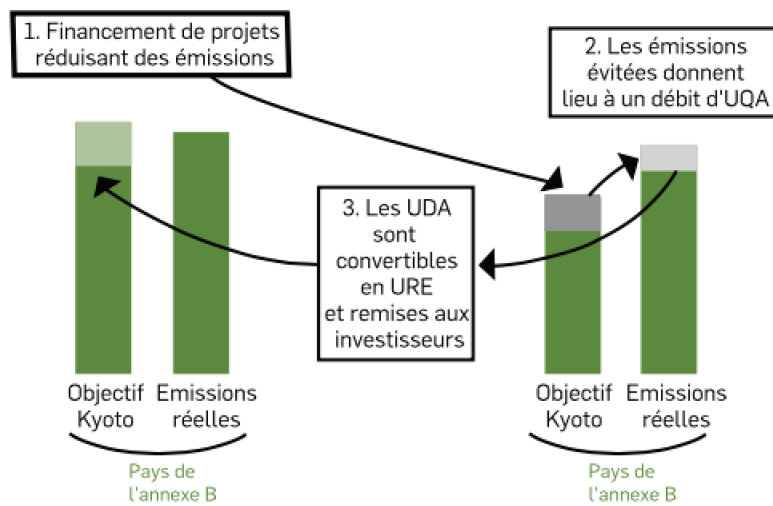 1. Financement de projets
réduisant des émissions
2. Les émissions
évitées donnent
lieu à un débit d'UQA
3. Les UDA
sont
convertibles
en URE
et remises aux
investisseurs
Objectif
Kyoto
Emissions
réelles
Pays de
l'annexe B
Objectif
Kyoto
Emissions
réelles
Pays de
l'annexe B